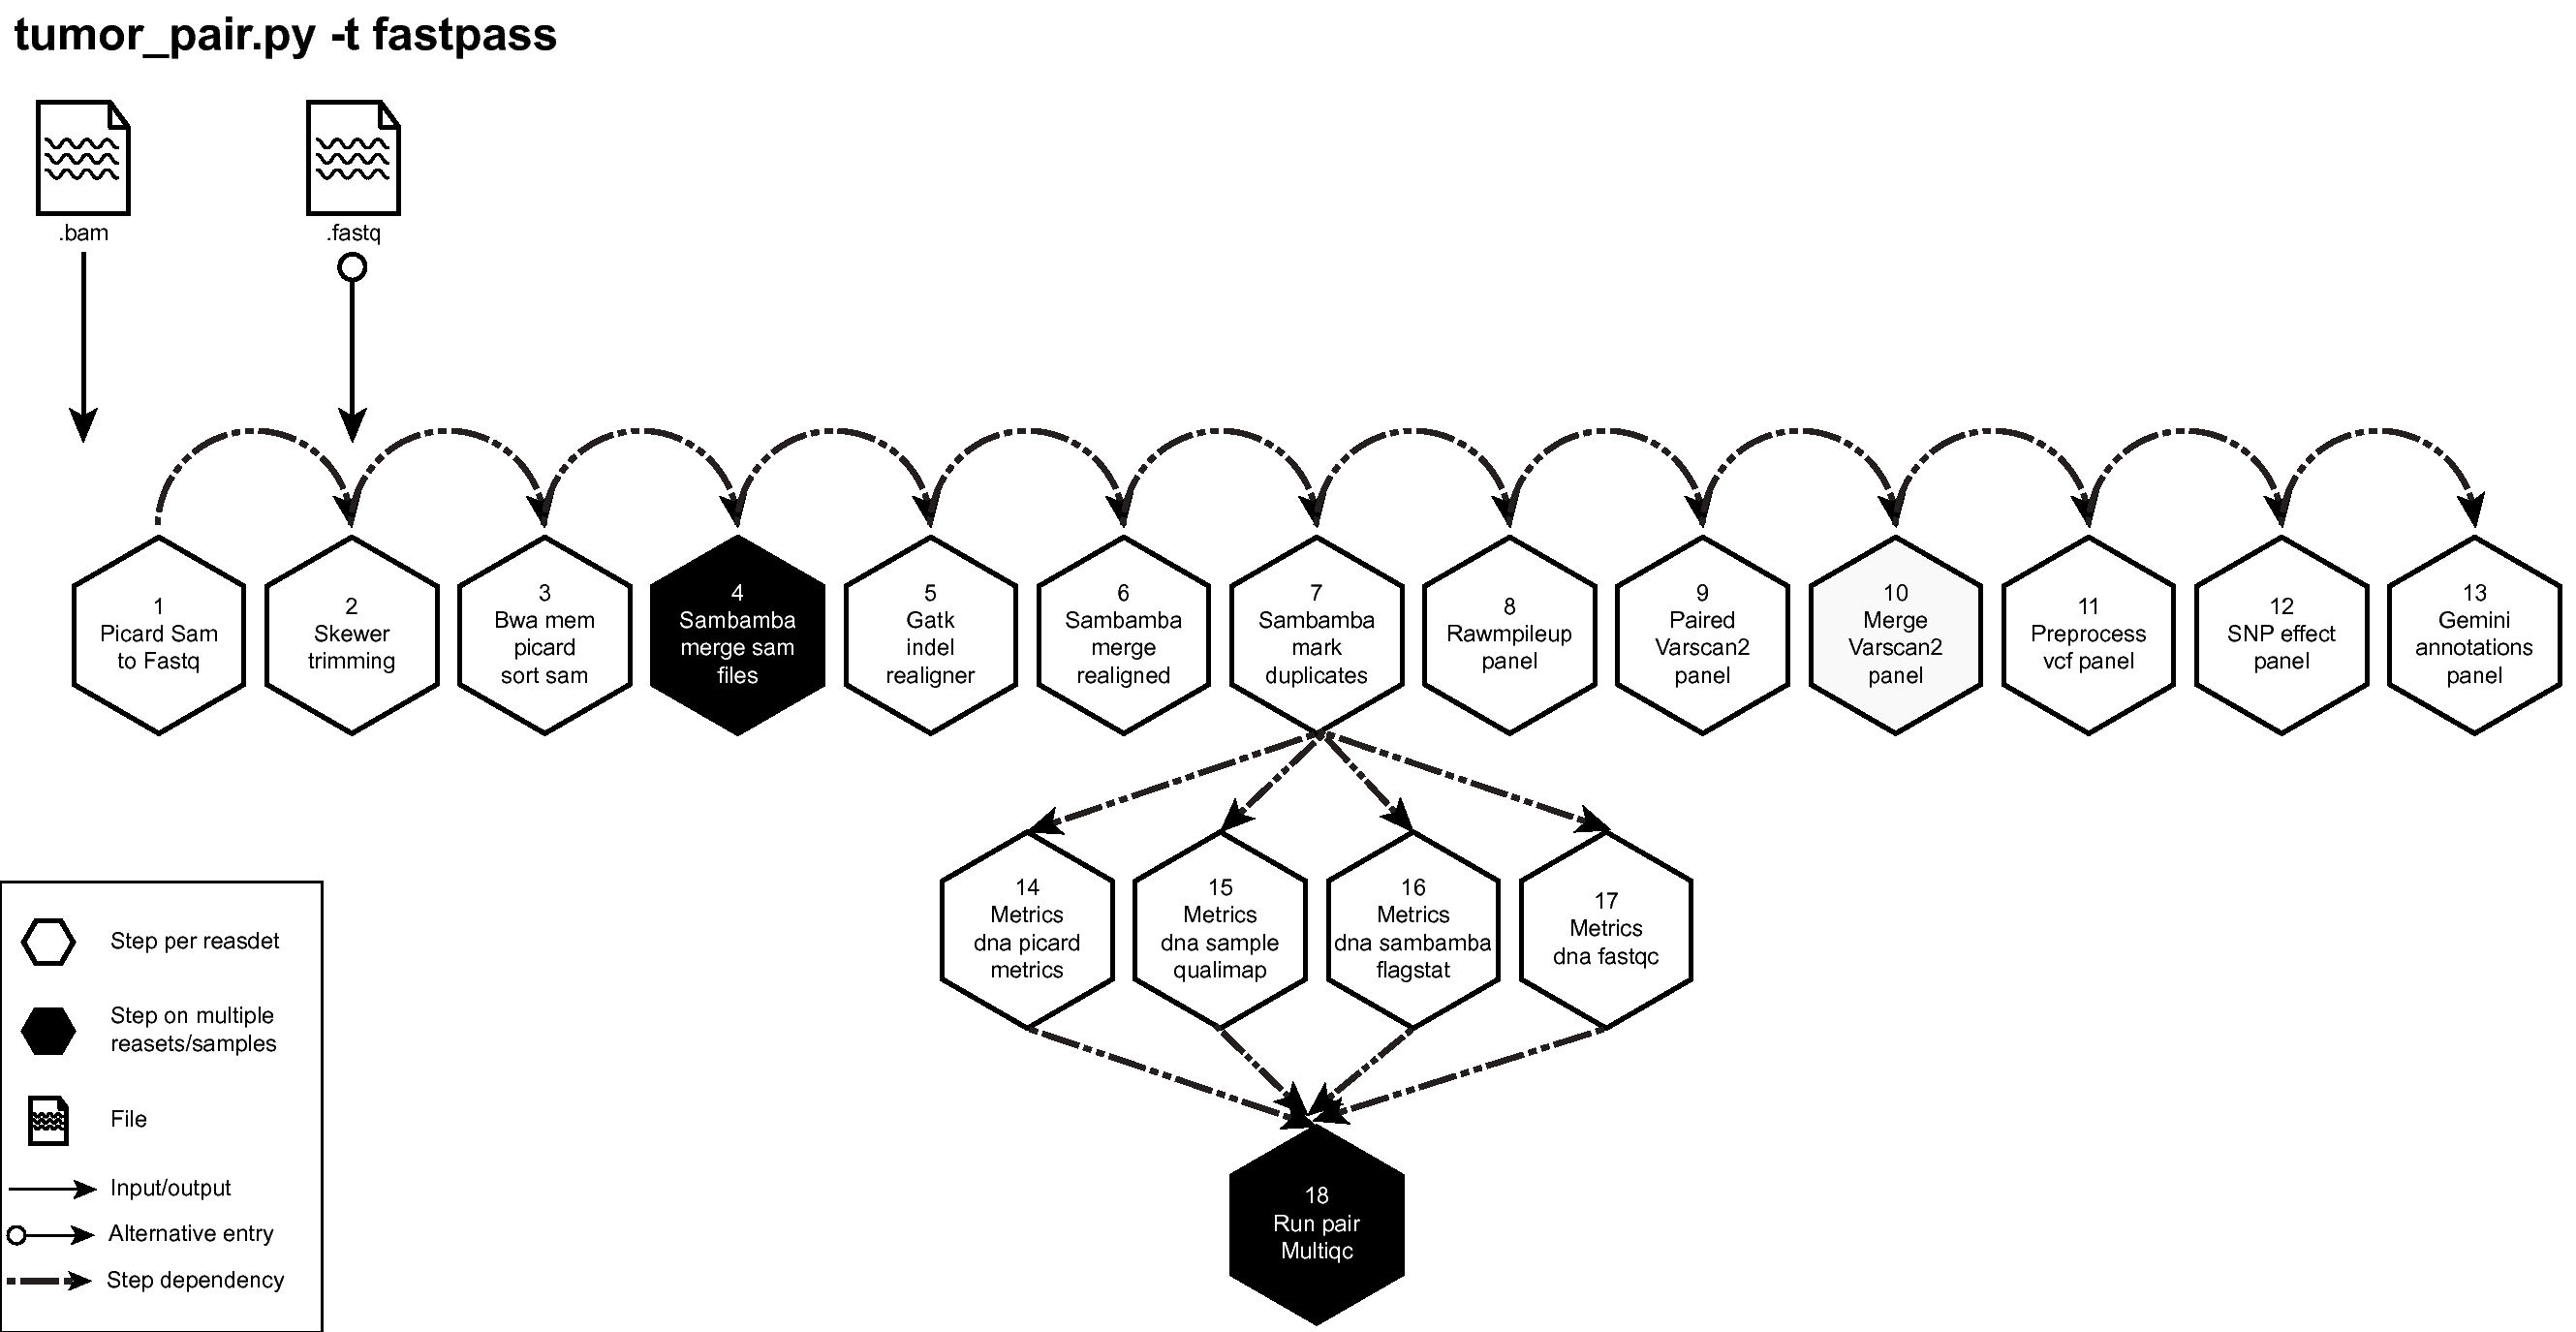 tumor_pair.py -t fastpass
.bam
.fastq
1
Picard Sam
to Fastq
2
Skewer
trimming
3
Bwa mem
picard
sort sam
4
Sambamba
merge sam
files
5
Gatk
indel
realigner
6
Sambamba
merge
realigned
7
Sambamba
mark
duplicates
8
Rawmpileup
panel
9
Paired
Varscan2
panel
10
Merge
Varscan2
panel
11
Preprocess
vcf panel
12
SNP effect
panel
13
Gemini
annotations
panel
14
Metrics
dna picard
metrics
15
Metrics
dna sample
qualimap
16
Metrics
dna sambamba
flagstat
17
Metrics
dna fastqc
18
Run pair
Multiqc
Step per reasdet
Step on multiple
reasets/samples
File
Input/output
Alternative entry
Step dependency